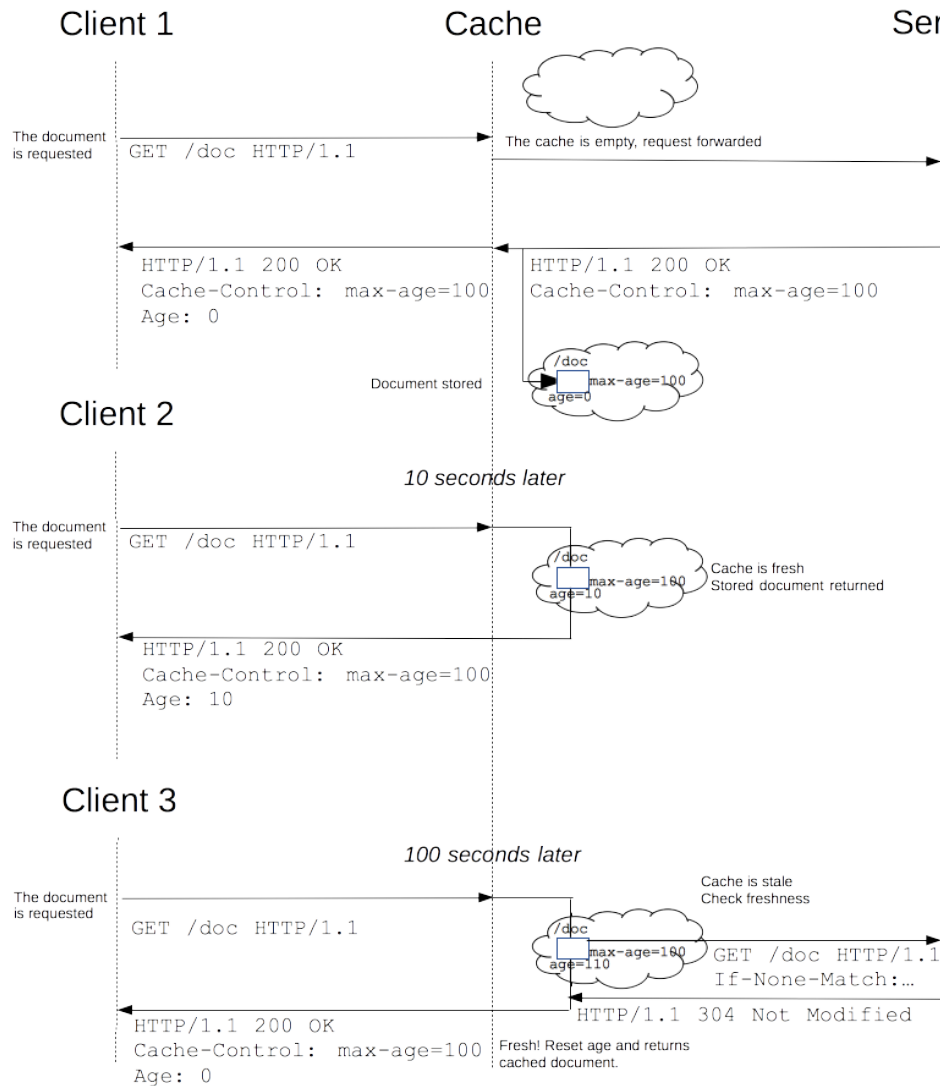 Client 1
Cache
Ser
The document
is requested
GET /doc HTTP/1.1
The cache is empty, request forwarded
HTTP/1.1 200 OK
Cache-Control: max-age=100
Age: 0
HTTP/1.1 200 OK
Cache-Control: max-age=100
Document stored
/doc
max-age=100
age=0
Client 2
10 seconds later
The document
is requested
GET /doc HTTP/1.1
/doc
max-age=100
age=10
Cache is fresh
Stored document returned
HTTP/1.1 200 OK
Cache-Control: max-age=100
Age: 10
Client 3
100 seconds later
The document
is requested
GET /doc HTTP/1.1
Cache is stale
Check freshness
/doc
max-age=100
age=110
GET /doc HTTP/1.1
If-None-Match:…
HTTP/1.1 304 Not Modified
HTTP/1.1 200 OK
Cache-Control: max-age=100
Age: 0
Fresh! Reset age and returns
cached document.